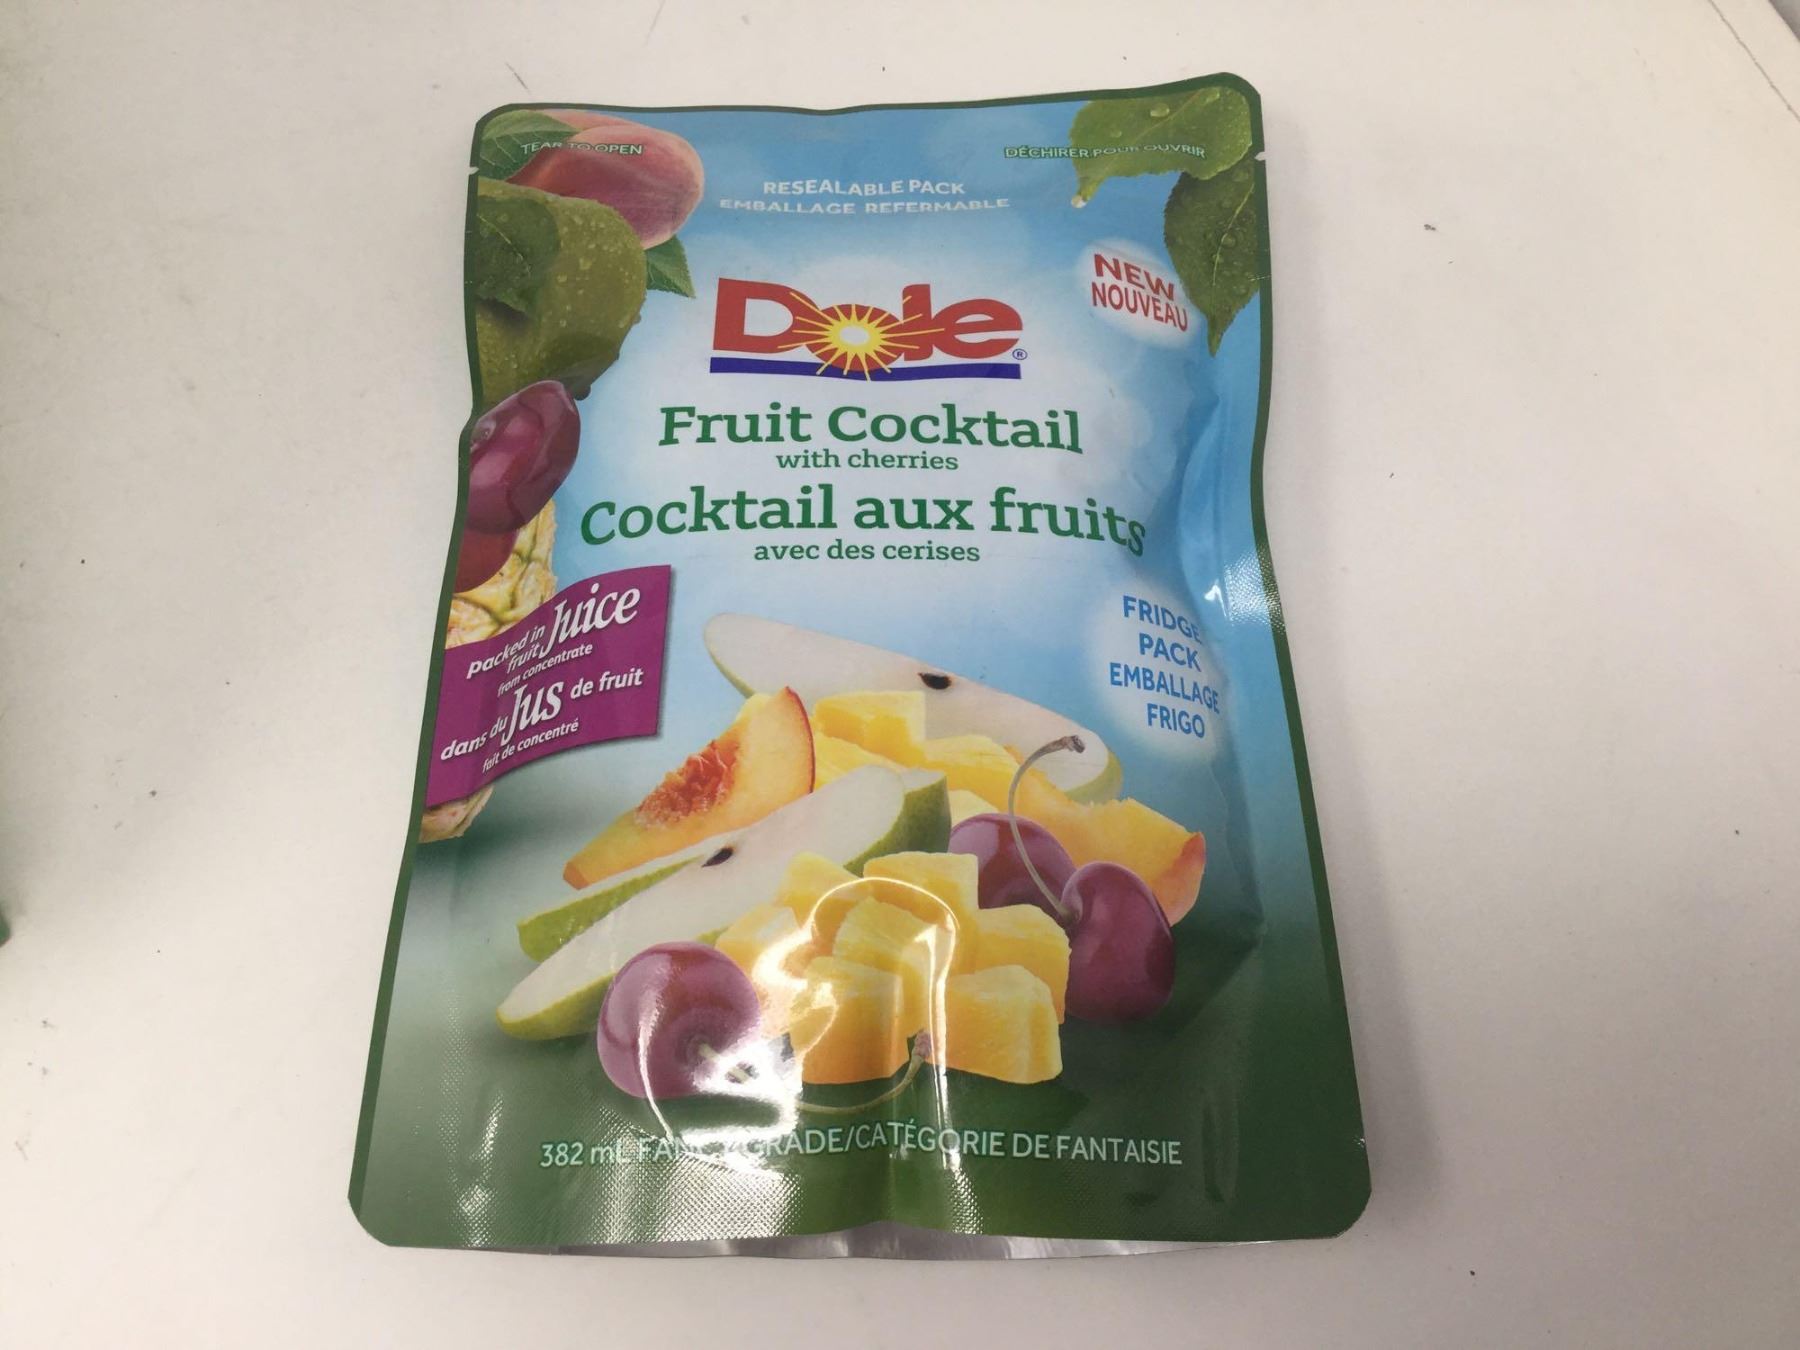 TEAR TO OPEN
DÉCHIRER POUR OUVRIR
RESEALABLE PACK
EMBALLAGE REFERMABLE
NEW
NOUVEAU
Dole®
Fruit Cocktail
with cherries
Cocktail aux fruits
avec des cerises
packed in
fruit Juice
from concentrate
dans du Jus de fruit
fait de concentré
FRIDGE
PACK
EMBALLAGE
FRIGO
382 mL FANCY GRADE/CATÉGORIE DE FANTAISIE